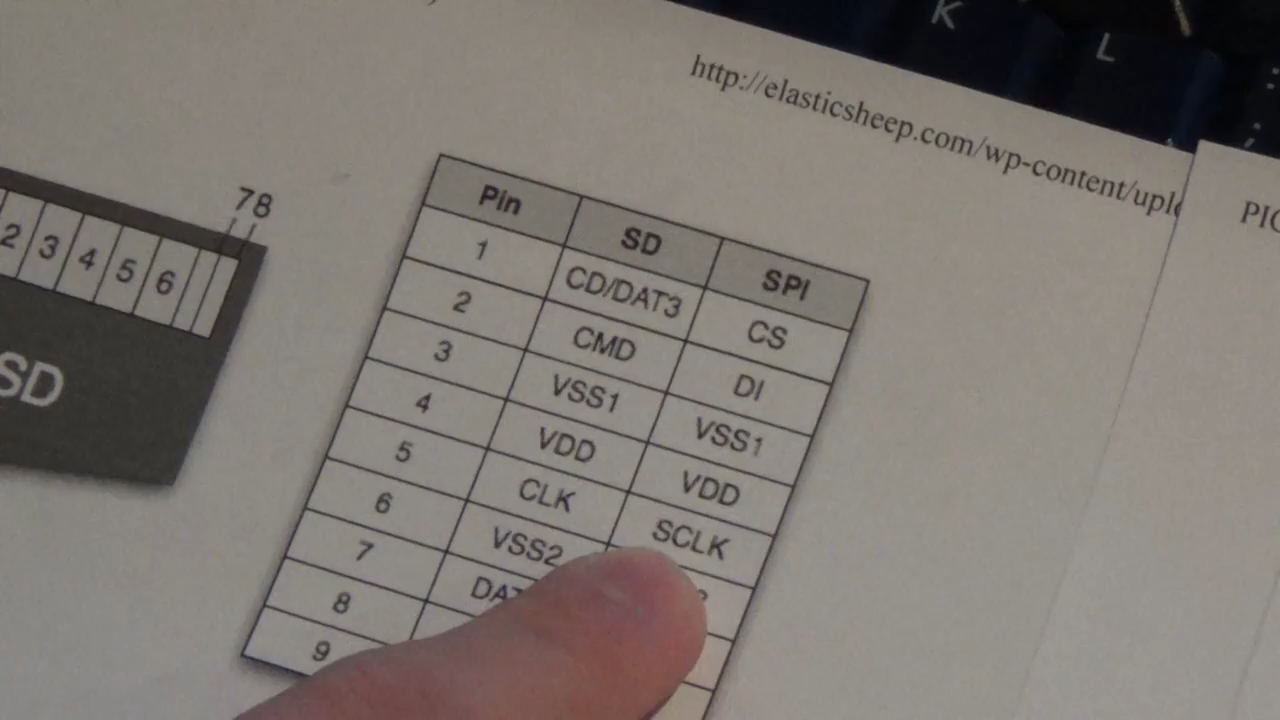 K
L
http://elasticsheep.com/wp-content/uplo
PIC
78
2 3 4 5 6
SD
Pin SD SPI
1 CD/DAT3 CS
2 CMD DI
3 VSS1 VSS1
4 VDD VDD
5 CLK SCLK
6 VSS2
7
8
9